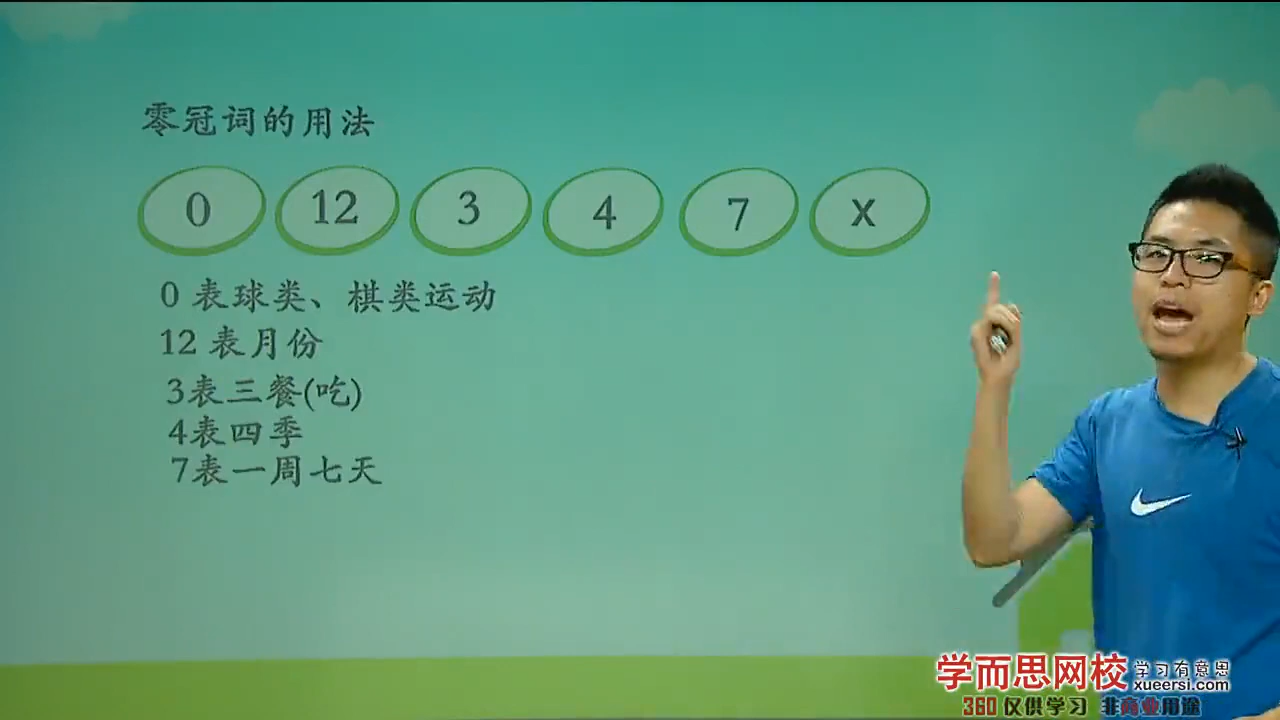 零冠词的用法
0 12 3 4 7 x
0 表球类、棋类运动
12 表月份
3表三餐(吃)
4表四季
7表一周七天
学而思网校 学习有意思
xueersi.com
360 仅供学习 非商业用途